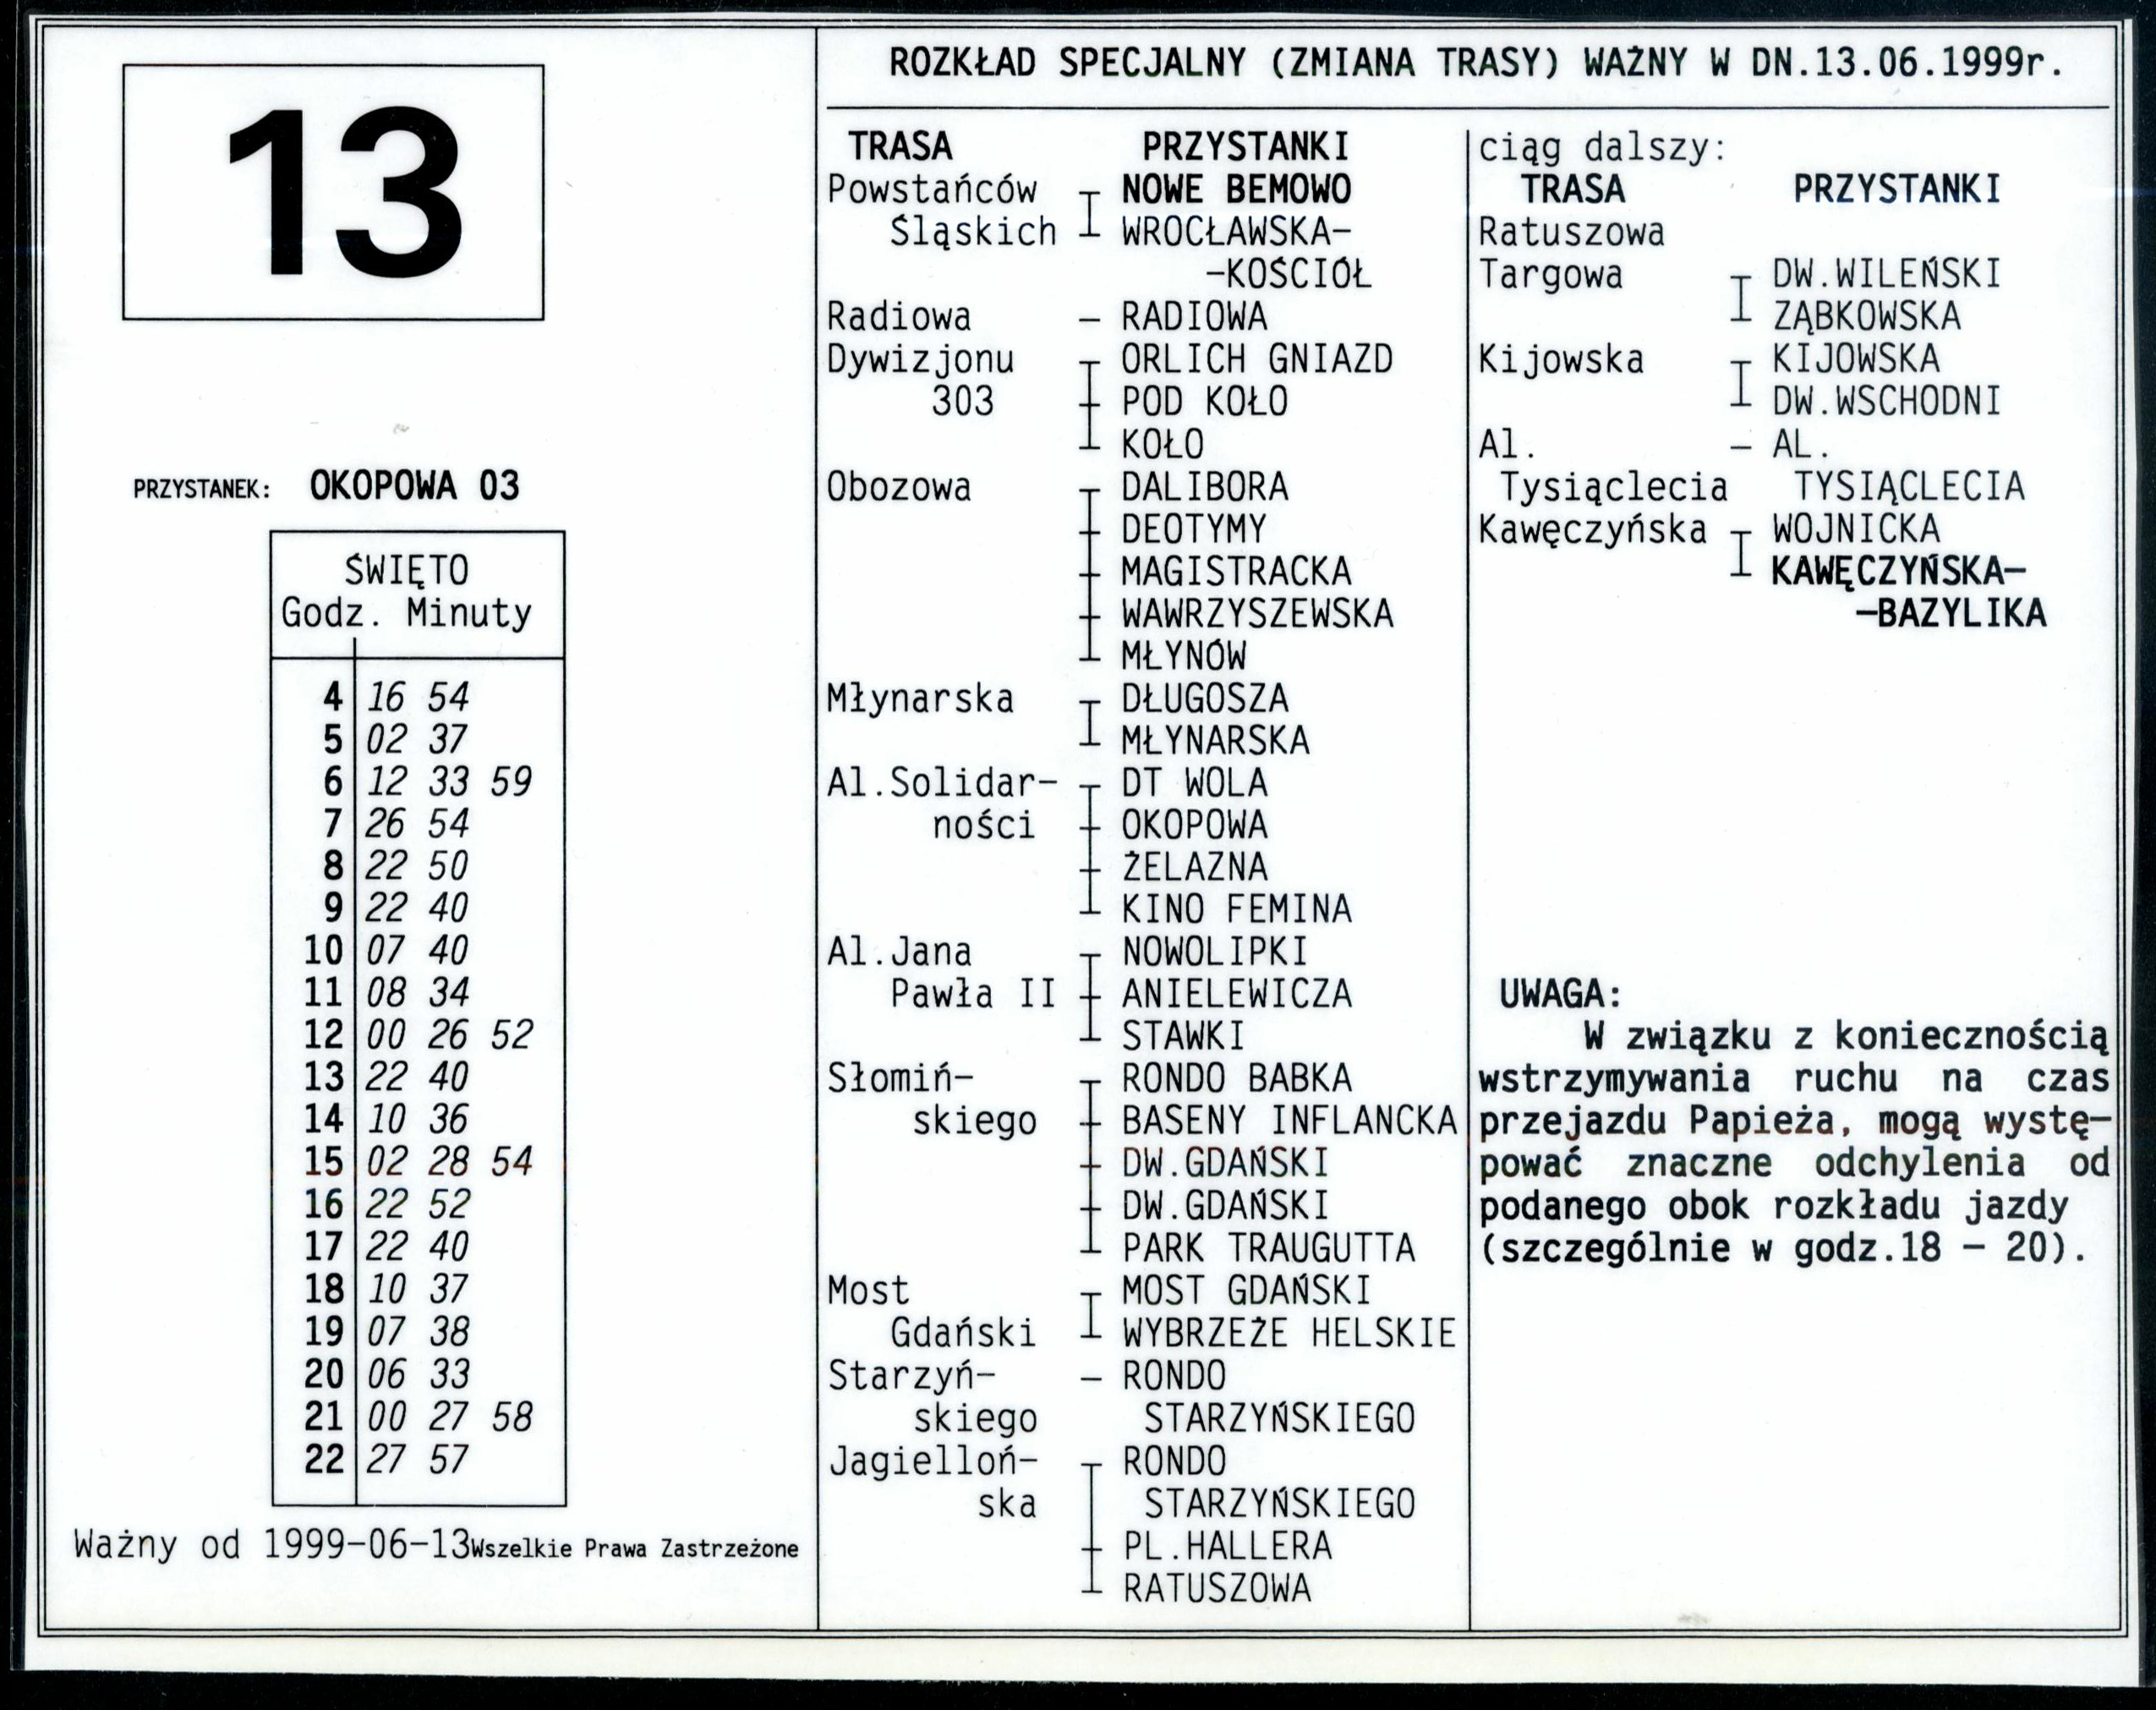 13
PRZYSTANEK: OKOPOWA 03
ŚWIĘTO
Godz. Minuty
4 16 54
5 02 37
6 12 33 59
7 26 54
8 22 50
9 22 40
10 07 40
11 08 34
12 00 26 52
13 22 40
14 10 36
15 02 28 54
16 22 52
17 22 40
18 10 37
19 07 38
20 06 33
21 00 27 58
22 27 57
Ważny od 1999-06-13 Wszelkie Prawa Zastrzeżone
ROZKŁAD SPECJALNY (ZMIANA TRASY) WAŻNY W DN.13.06.1999r.
TRASA PRZYSTANKI
Powstańców NOWE BEMOWO
Śląskich WROCŁAWSKA-
-KOŚCIÓŁ
Radiowa - RADIOWA
Dywizjonu ORLICH GNIAZD
303 POD KOŁO
KOŁO
Obozowa DALIBORA
DEOTYMY
MAGISTRACKA
WAWRZYSZEWSKA
MŁYNÓW
Młynarska DŁUGOSZA
MŁYNARSKA
Al.Solidar- DT WOLA
ności OKOPOWA
ŻELAZNA
KINO FEMINA
Al.Jana NOWOLIPKI
Pawła II ANIELEWICZA
STAWKI
Słomiń- RONDO BABKA
skiego BASENY INFLANCKA
DW.GDAŃSKI
DW.GDAŃSKI
PARK TRAUGUTTA
Most MOST GDAŃSKI
Gdański WYBRZEŻE HELSKIE
Starzyń- - RONDO
skiego STARZYŃSKIEGO
Jagielloń- RONDO
ska STARZYŃSKIEGO
PL.HALLERA
RATUSZOWA
ciąg dalszy:
TRASA PRZYSTANKI
Ratuszowa
Targowa DW.WILEŃSKI
ZĄBKOWSKA
Kijowska KIJOWSKA
DW.WSCHODNI
Al. - AL.
Tysiąclecia TYSIĄCLECIA
Kawęczyńska WOJNICKA
KAWĘCZYŃSKA-
-BAZYLIKA
UWAGA:
W związku z koniecznością
wstrzymywania ruchu na czas
przejazdu Papieża, mogą wystę-
pować znaczne odchylenia od
podanego obok rozkładu jazdy
(szczególnie w godz.18 - 20).